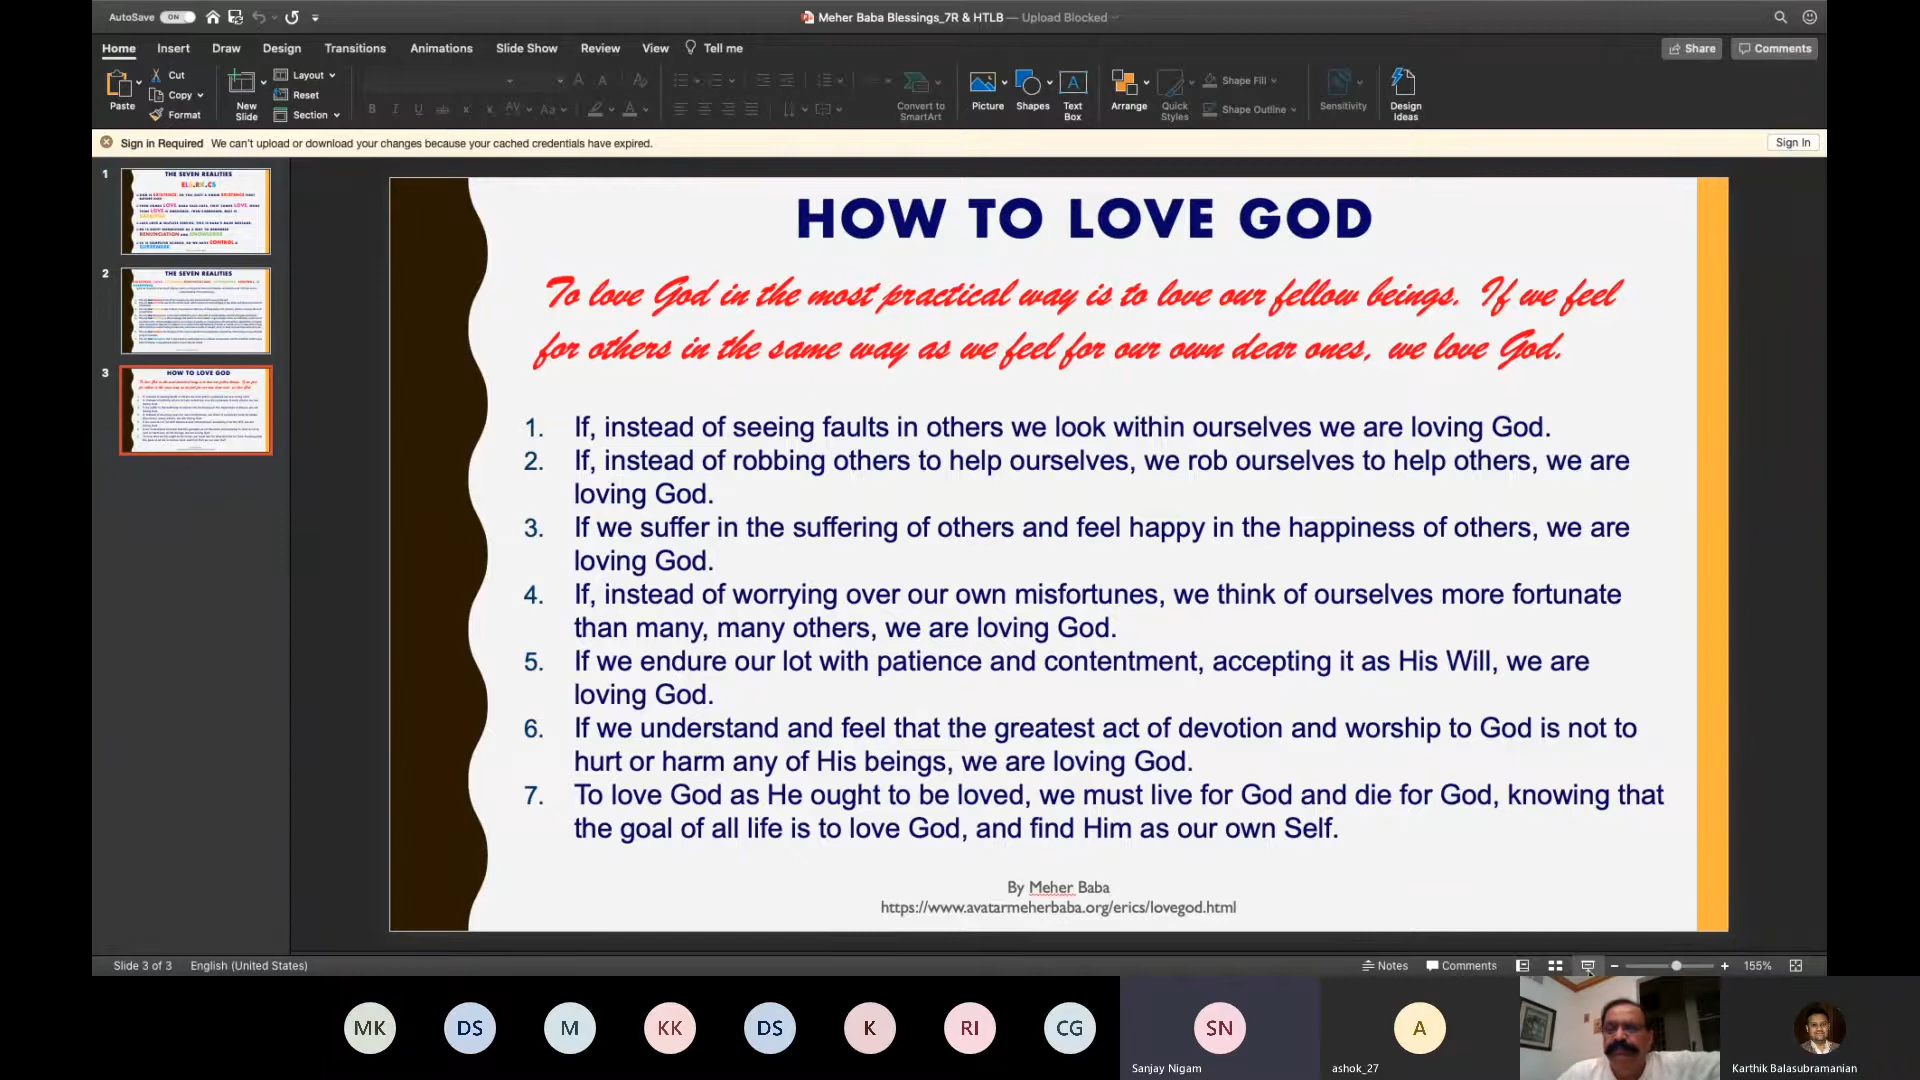 AutoSave ON
Meher Baba Blessings_7R & HTLB — Upload Blocked
Home Insert Draw Design Transitions Animations Slide Show Review View Tell me
Share Comments
Paste
Cut
Copy
Format
New
Slide
Layout
Reset
Section
Convert to
SmartArt
Picture
Shapes
Text
Box
Arrange
Quick
Styles
Shape Fill
Shape Outline
Sensitivity
Design
Ideas
Sign in Required We can't upload or download your changes because your cached credentials have expired.
Sign In
1
THE SEVEN REALITIES
2
THE SEVEN REALITIES
3
HOW TO LOVE GOD
HOW TO LOVE GOD
To love God in the most practical way is to love our fellow beings. If we feel
for others in the same way as we feel for our own dear ones, we love God.
1. If, instead of seeing faults in others we look within ourselves we are loving God.
2. If, instead of robbing others to help ourselves, we rob ourselves to help others, we are
loving God.
3. If we suffer in the suffering of others and feel happy in the happiness of others, we are
loving God.
4. If, instead of worrying over our own misfortunes, we think of ourselves more fortunate
than many, many others, we are loving God.
5. If we endure our lot with patience and contentment, accepting it as His Will, we are
loving God.
6. If we understand and feel that the greatest act of devotion and worship to God is not to
hurt or harm any of His beings, we are loving God.
7. To love God as He ought to be loved, we must live for God and die for God, knowing that
the goal of all life is to love God, and find Him as our own Self.
By Meher Baba
https://www.avatarmeherbaba.org/erics/lovegod.html
Slide 3 of 3 English (United States)
Notes Comments 155%
MK DS M KK DS K RI CG SN A
Sanjay Nigam ashok_27 Karthik Balasubramanian